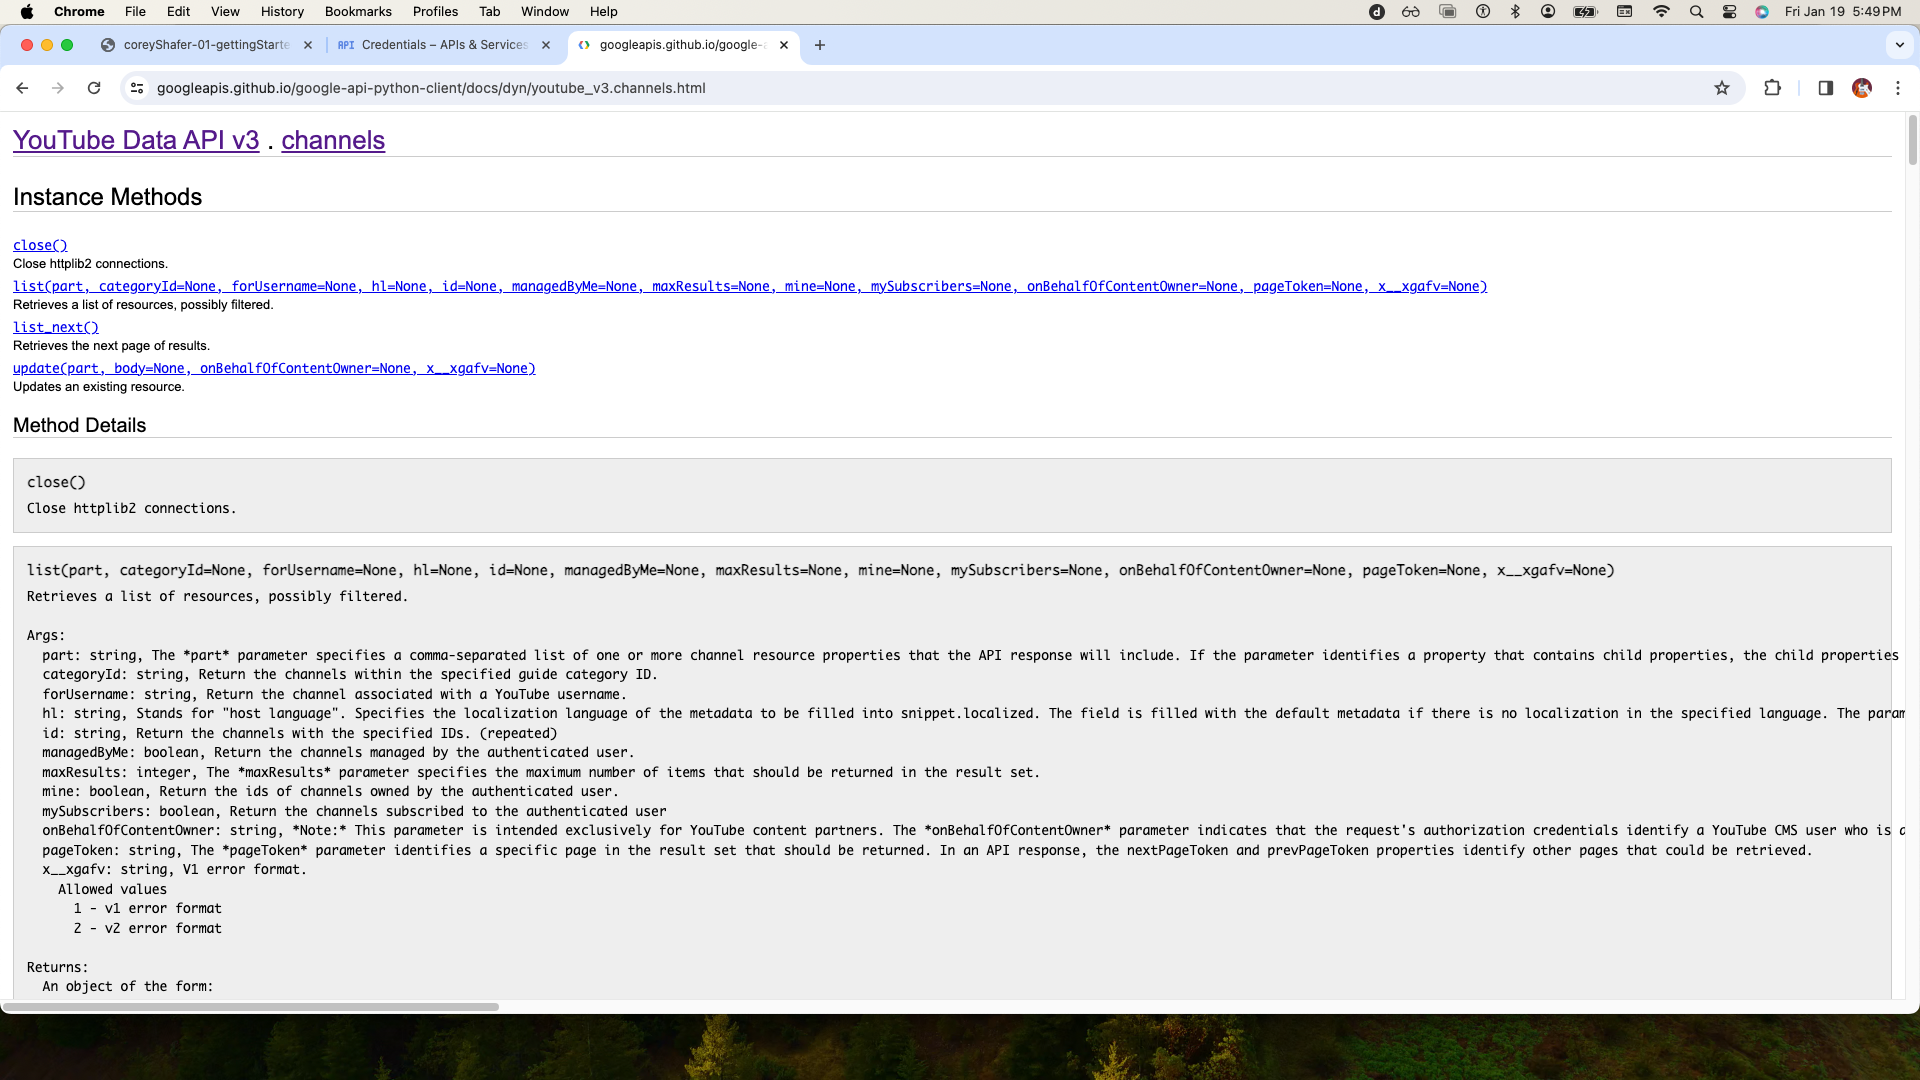 Chrome File Edit View History Bookmarks Profiles Tab Window Help Fri Jan 19 5:49 PM
coreyShafer-01-gettingStarte API Credentials – APIs & Services googleapis.github.io/google-a
googleapis.github.io/google-api-python-client/docs/dyn/youtube_v3.channels.html
YouTube Data API v3 . channels
Instance Methods
close()
Close httplib2 connections.
list(part, categoryId=None, forUsername=None, hl=None, id=None, managedByMe=None, maxResults=None, mine=None, mySubscribers=None, onBehalfOfContentOwner=None, pageToken=None, x__xgafv=None)
Retrieves a list of resources, possibly filtered.
list_next()
Retrieves the next page of results.
update(part, body=None, onBehalfOfContentOwner=None, x__xgafv=None)
Updates an existing resource.
Method Details
close()
Close httplib2 connections.
list(part, categoryId=None, forUsername=None, hl=None, id=None, managedByMe=None, maxResults=None, mine=None, mySubscribers=None, onBehalfOfContentOwner=None, pageToken=None, x__xgafv=None)
Retrieves a list of resources, possibly filtered.
Args:
part: string, The *part* parameter specifies a comma-separated list of one or more channel resource properties that the API response will include. If the parameter identifies a property that contains child properties, the child properties
categoryId: string, Return the channels within the specified guide category ID.
forUsername: string, Return the channel associated with a YouTube username.
hl: string, Stands for "host language". Specifies the localization language of the metadata to be filled into snippet.localized. The field is filled with the default metadata if there is no localization in the specified language. The param
id: string, Return the channels with the specified IDs. (repeated)
managedByMe: boolean, Return the channels managed by the authenticated user.
maxResults: integer, The *maxResults* parameter specifies the maximum number of items that should be returned in the result set.
mine: boolean, Return the ids of channels owned by the authenticated user.
mySubscribers: boolean, Return the channels subscribed to the authenticated user
onBehalfOfContentOwner: string, *Note:* This parameter is intended exclusively for YouTube content partners. The *onBehalfOfContentOwner* parameter indicates that the request's authorization credentials identify a YouTube CMS user who is a
pageToken: string, The *pageToken* parameter identifies a specific page in the result set that should be returned. In an API response, the nextPageToken and prevPageToken properties identify other pages that could be retrieved.
x__xgafv: string, V1 error format.
Allowed values
1 - v1 error format
2 - v2 error format
Returns:
An object of the form: